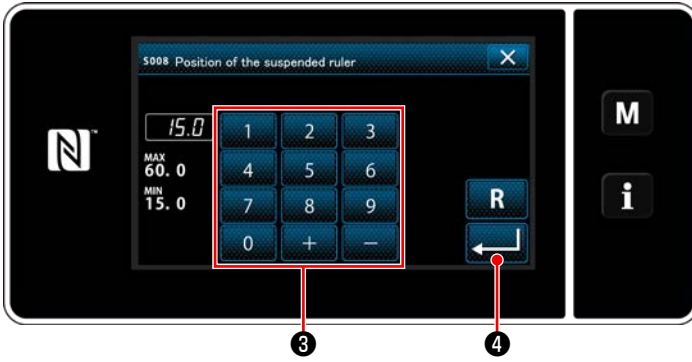 S008 Position of the suspended ruler
15.0
1 2 3
MAX
60. 0
4 5 6
MIN
15. 0
7 8 9
R
0 + −
M
i
N
❸
❹